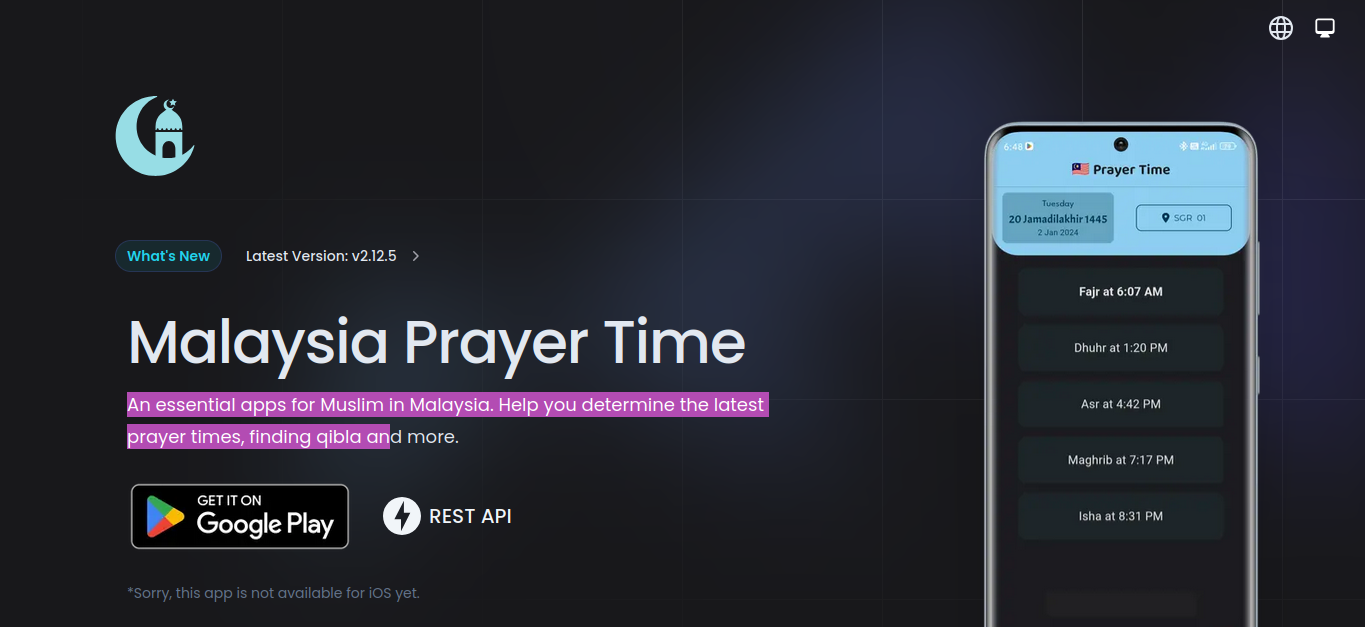 What's New
Latest Version: v2.12.5
Malaysia Prayer Time
An essential apps for Muslim in Malaysia. Help you determine the latest
prayer times, finding qibla and more.
GET IT ON
Google Play
REST API
*Sorry, this app is not available for iOS yet.
6:48
Prayer Time
Tuesday
20 Jamadilakhir 1445
2 Jan 2024
SGR 01
Fajr at 6:07 AM
Dhuhr at 1:20 PM
Asr at 4:42 PM
Maghrib at 7:17 PM
Isha at 8:31 PM